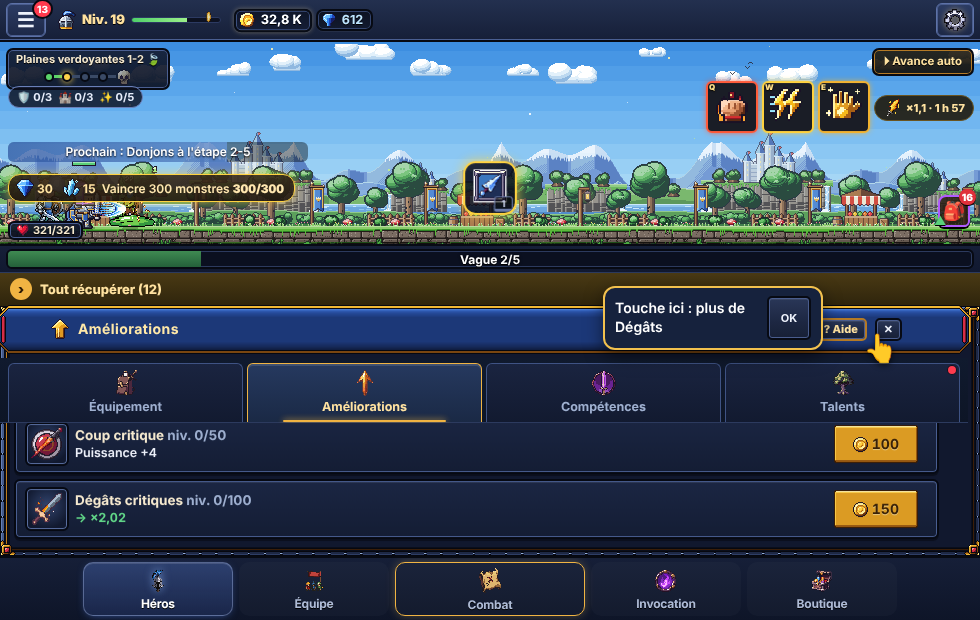 13
Niv. 19
32,8 K
612
Plaines verdoyantes 1-2
0/3 0/3 0/5
Avance auto
Q
W
E
×1,1 · 1 h 57
Prochain : Donjons à l'étape 2-5
30 15 Vaincre 300 monstres 300/300
16
321/321
Vague 2/5
Tout récupérer (12)
Touche ici : plus de
Dégâts
OK
Améliorations
? Aide
×
Équipement
Améliorations
Compétences
Talents
Coup critique niv. 0/50
Puissance +4
100
Dégâts critiques niv. 0/100
→ ×2,02
150
Héros
Équipe
Combat
Invocation
Boutique